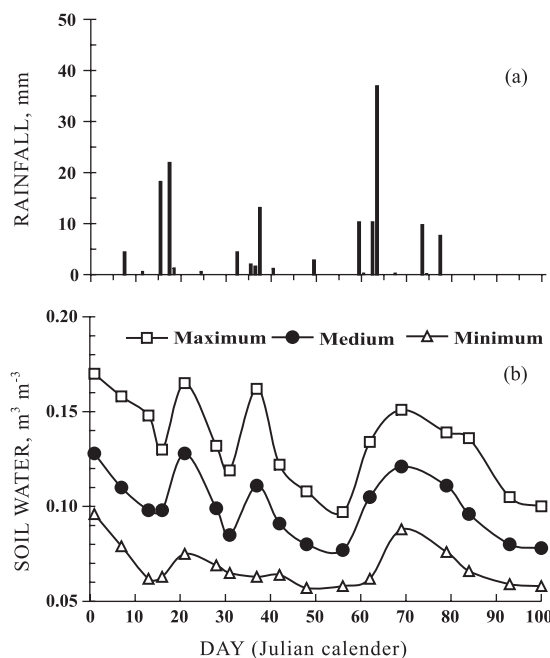 50
(a)
40
30
20
10
0
RAINFALL, mm
0.20
Maximum Medium Minimum
(b)
0.15
0.10
0.05
SOIL WATER, m³ m⁻³
0 10 20 30 40 50 60 70 80 90 100
DAY (Julian calender)